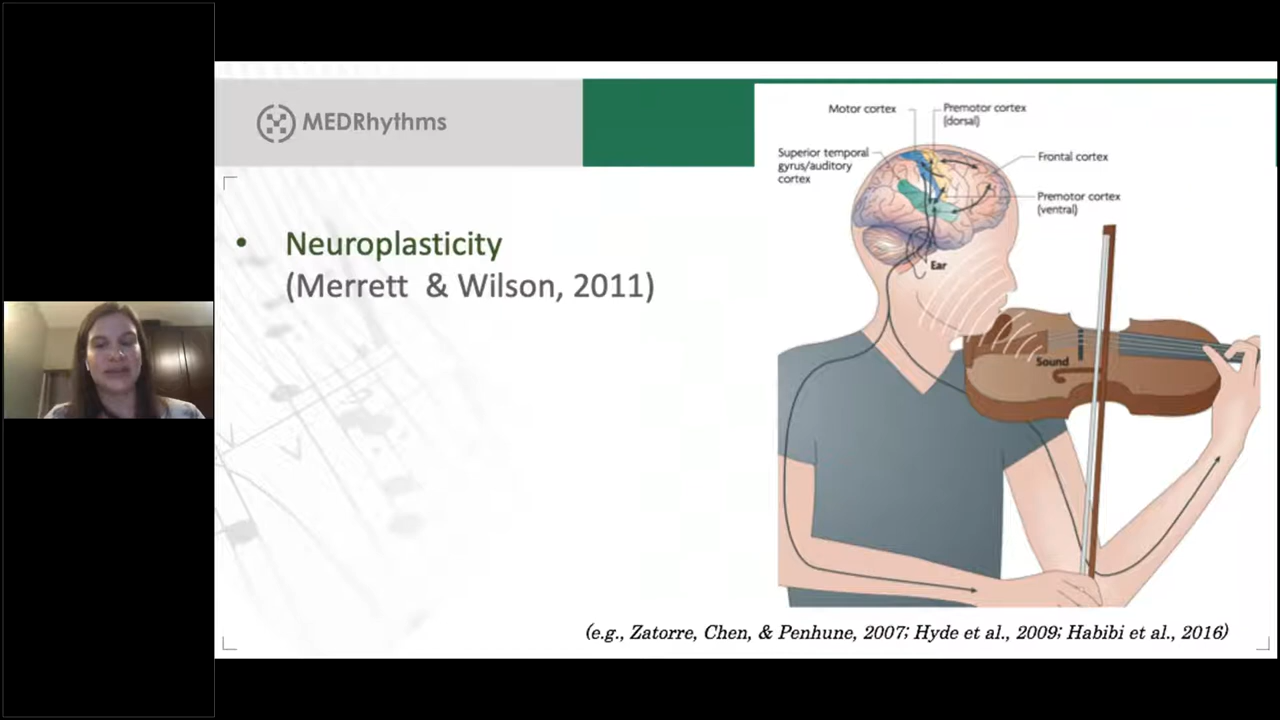 MEDRhythms
• Neuroplasticity
(Merrett & Wilson, 2011)
Motor cortex
Premotor cortex
(dorsal)
Superior temporal
gyrus/auditory
cortex
Frontal cortex
Premotor cortex
(ventral)
Ear
Sound
(e.g., Zatorre, Chen, & Penhune, 2007; Hyde et al., 2009; Habibi et al., 2016)